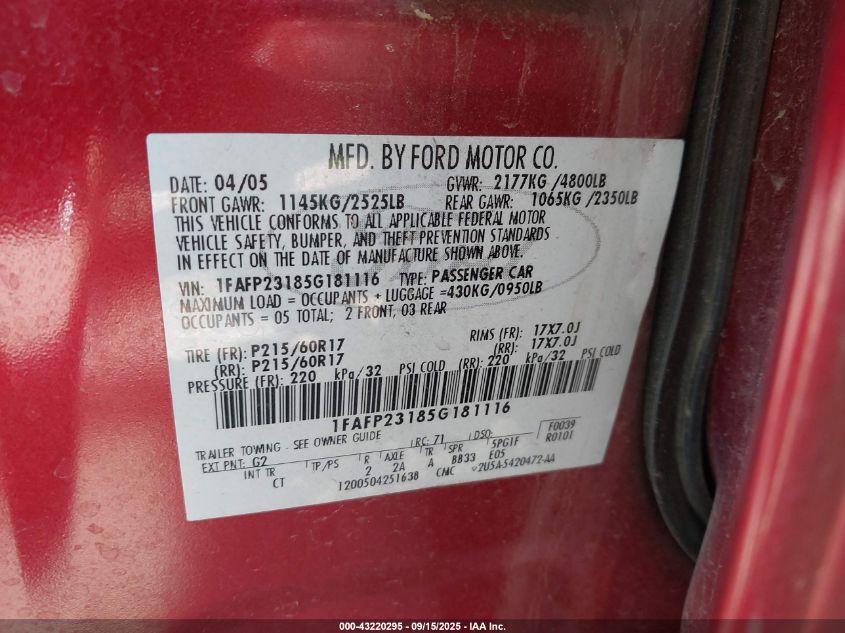 MFD. BY FORD MOTOR CO.
DATE: 04/05 GVWR: 2177KG /4800LB
FRONT GAWR: 1145KG/2525LB REAR GAWR: 1065KG /2350LB
THIS VEHICLE CONFORMS TO ALL APPLICABLE FEDERAL MOTOR
VEHICLE SAFETY, BUMPER, AND THEFT PREVENTION STANDARDS
IN EFFECT ON THE DATE OF MANUFACTURE SHOWN ABOVE.
VIN: 1FAFP23185G181116 TYPE: PASSENGER CAR
MAXIMUM LOAD = OCCUPANTS + LUGGAGE =430KG/0950LB
OCCUPANTS = 05 TOTAL; 2 FRONT, 03 REAR
TIRE (FR): P215/60R17 RIMS (FR): 17X7.0J
(RR): P215/60R17 (RR): 17X7.0J
PRESSURE (FR): 220 kPa/32 PSI COLD (RR): 220 kPa/32 PSI COLD
1FAFP23185G181116
TRAILER TOWING - SEE OWNER GUIDE RC: 71 DSO: F0039
EXT PNT: G2 5PG1F R0101
INT TR TP/PS R AXLE TR SPR
CT 2 2A A BB33 E05
1200504251638 CMC 2U5A-5420472-AA
000-43220295 - 09/15/2025 - IAA Inc.